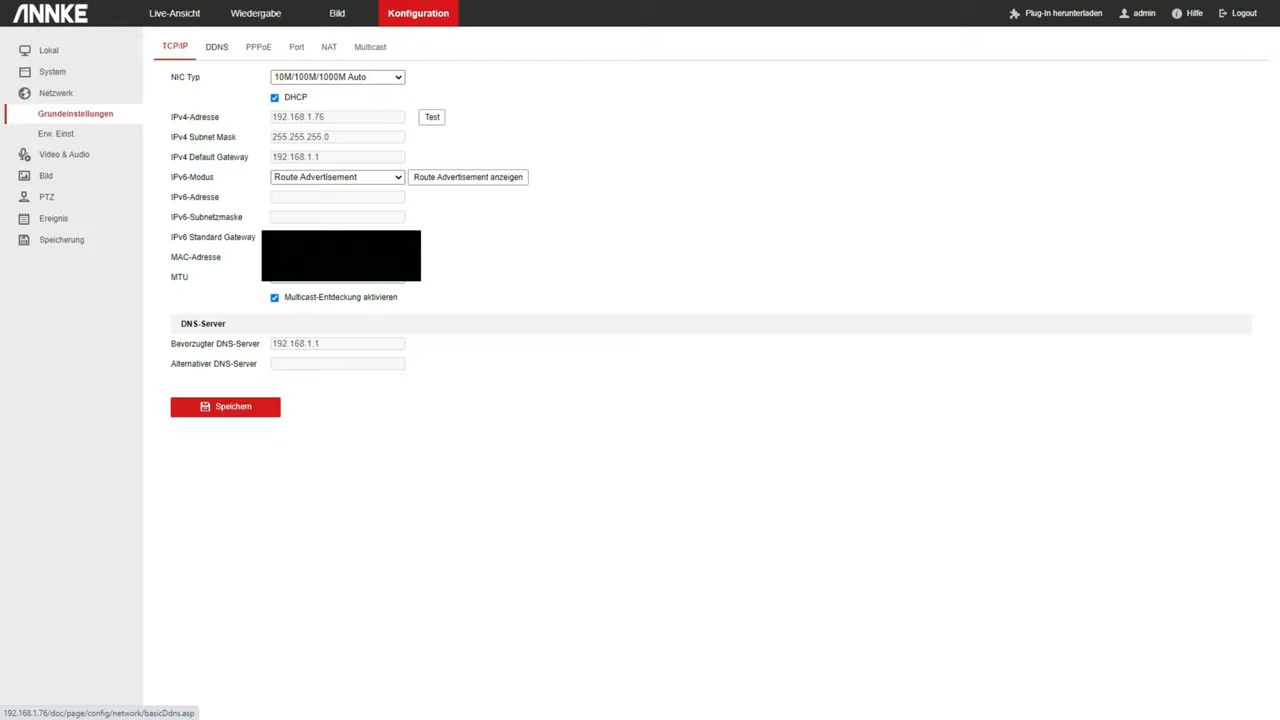 ANNKE
Live-Ansicht Wiedergabe Bild Konfiguration Plug-In herunterladen admin Hilfe Logout
Lokal
System
Netzwerk
Grundeinstellungen
Erw. Einst.
Video & Audio
Bild
PTZ
Ereignis
Speicherung
TCP/IP DDNS PPPoE Port NAT Multicast
NIC Typ 10M/100M/1000M Auto
DHCP
IPv4-Adresse 192.168.1.76 Test
IPv4 Subnet Mask 255.255.255.0
IPv4 Default Gateway 192.168.1.1
IPv6-Modus Route Advertisement Route Advertisement anzeigen
IPv6-Adresse
IPv6-Subnetzmaske
IPv6 Standard Gateway
MAC-Adresse
MTU
Multicast-Entdeckung aktivieren
DNS-Server
Bevorzugter DNS-Server 192.168.1.1
Alternativer DNS-Server
Speichern
192.168.1.76/doc/page/config/network/basicDdns.asp